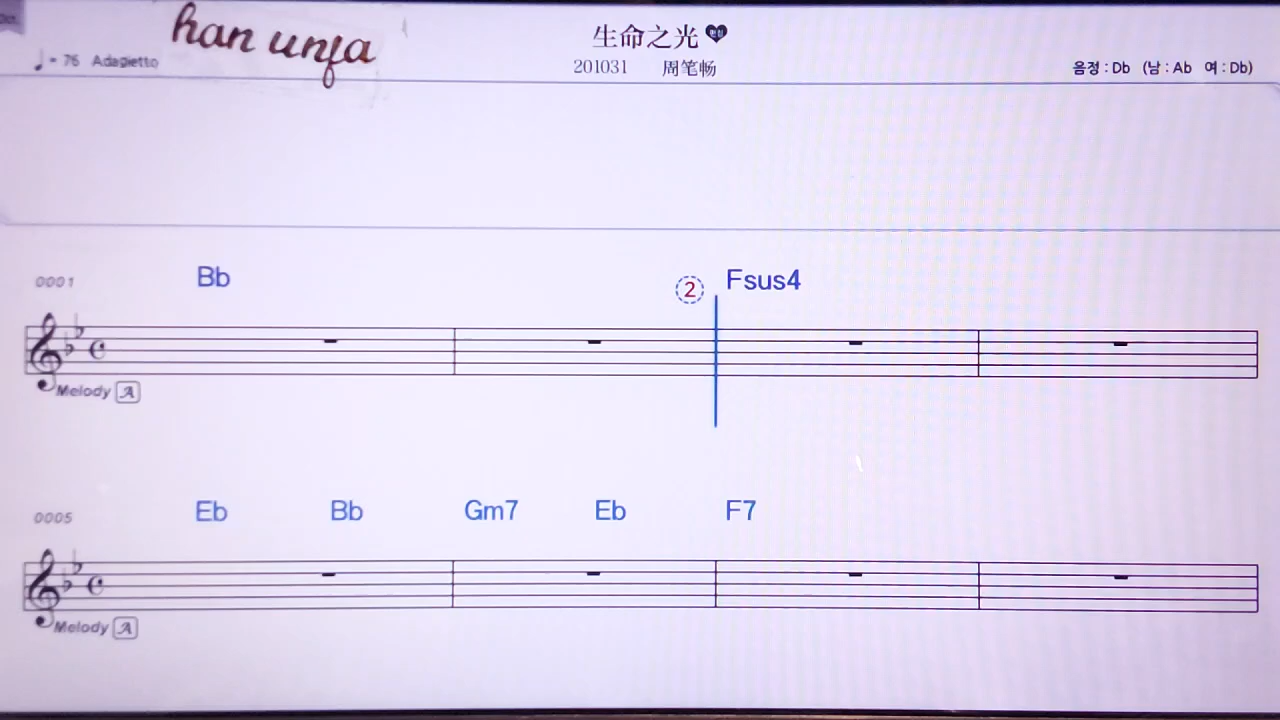 han unfa
生命之光
♩ = 76 Adagietto
201031 周笔畅
음정 : Db (남 : Ab 여 : Db)
0001 Bb ② Fsus4
Melody A
0005 Eb Bb Gm7 Eb F7
Melody A